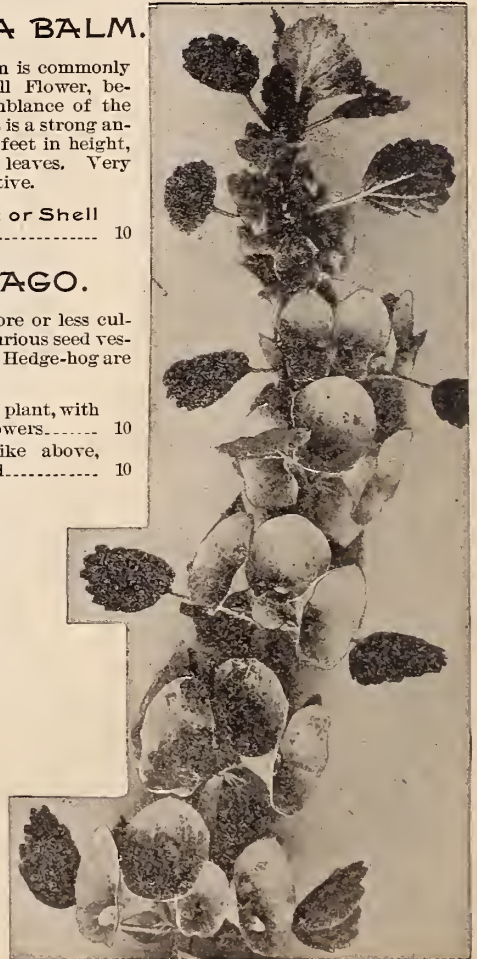 A BALM.
n is commonly
ll Flower, be-
mblance of the
is a strong an-
feet in height,
leaves. Very
tive.
or Shell
10
AGO.
ore or less cul-
rious seed ves-
Hedge-hog are
plant, with
owers 10
ike above,
d 10